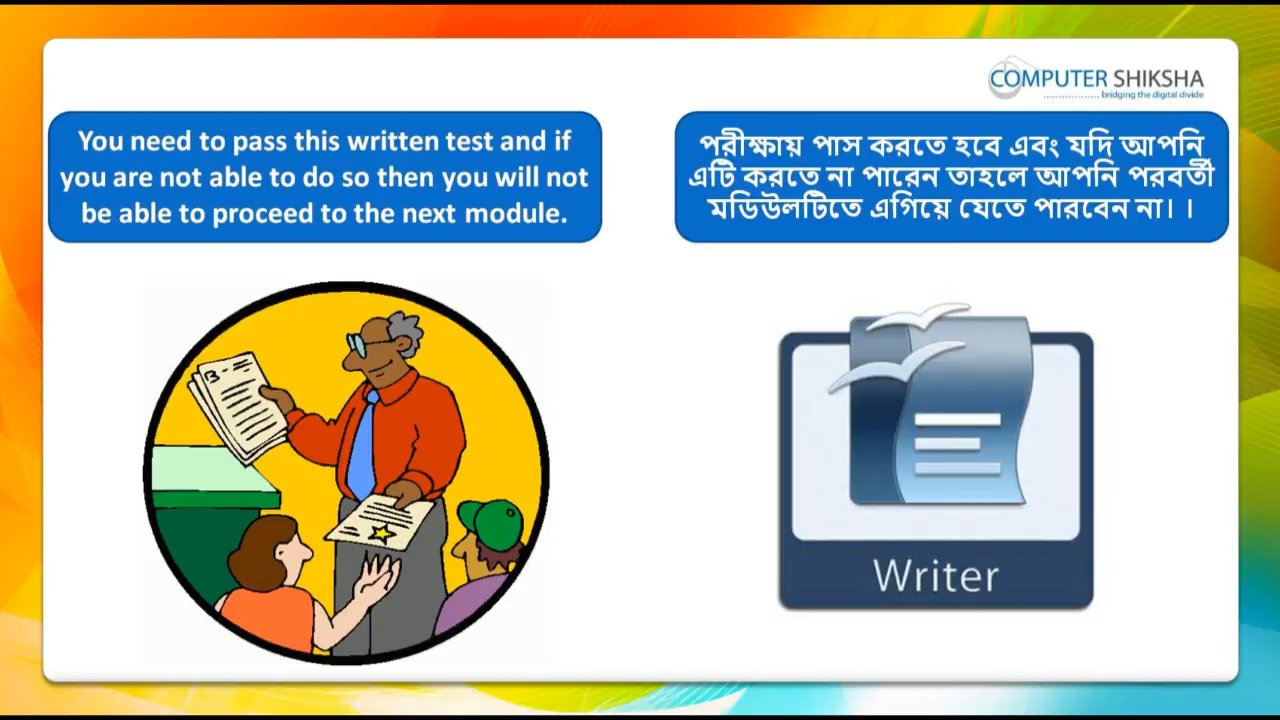 COMPUTER SHIKSHA
bridging the digital divide
You need to pass this written test and if
you are not able to do so then you will not
be able to proceed to the next module.
পরীক্ষায় পাস করতে হবে এবং যদি আপনি
এটি করতে না পারেন তাহলে আপনি পরবর্তী
মডিউলটিতে এগিয়ে যেতে পারবেন না। ।
B -
Writer